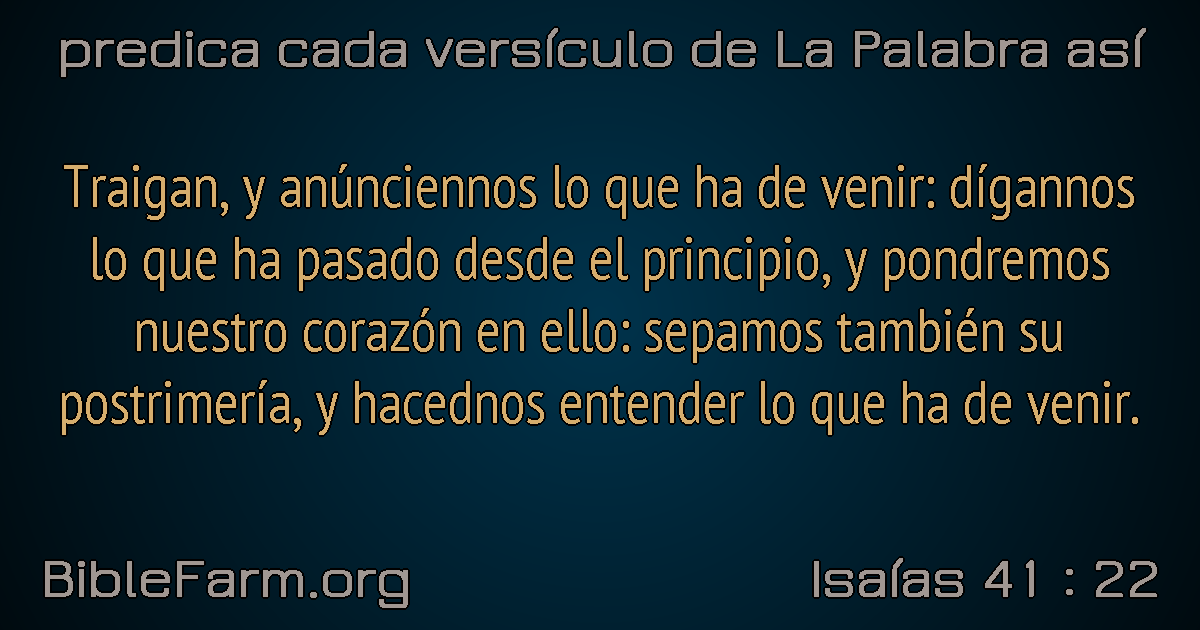 predica cada versículo de La Palabra así
Traigan, y anúnciennos lo que ha de venir: dígannos
lo que ha pasado desde el principio, y pondremos
nuestro corazón en ello: sepamos también su
postrimería, y hacednos entender lo que ha de venir.
BibleFarm.org
Isaías 41 : 22